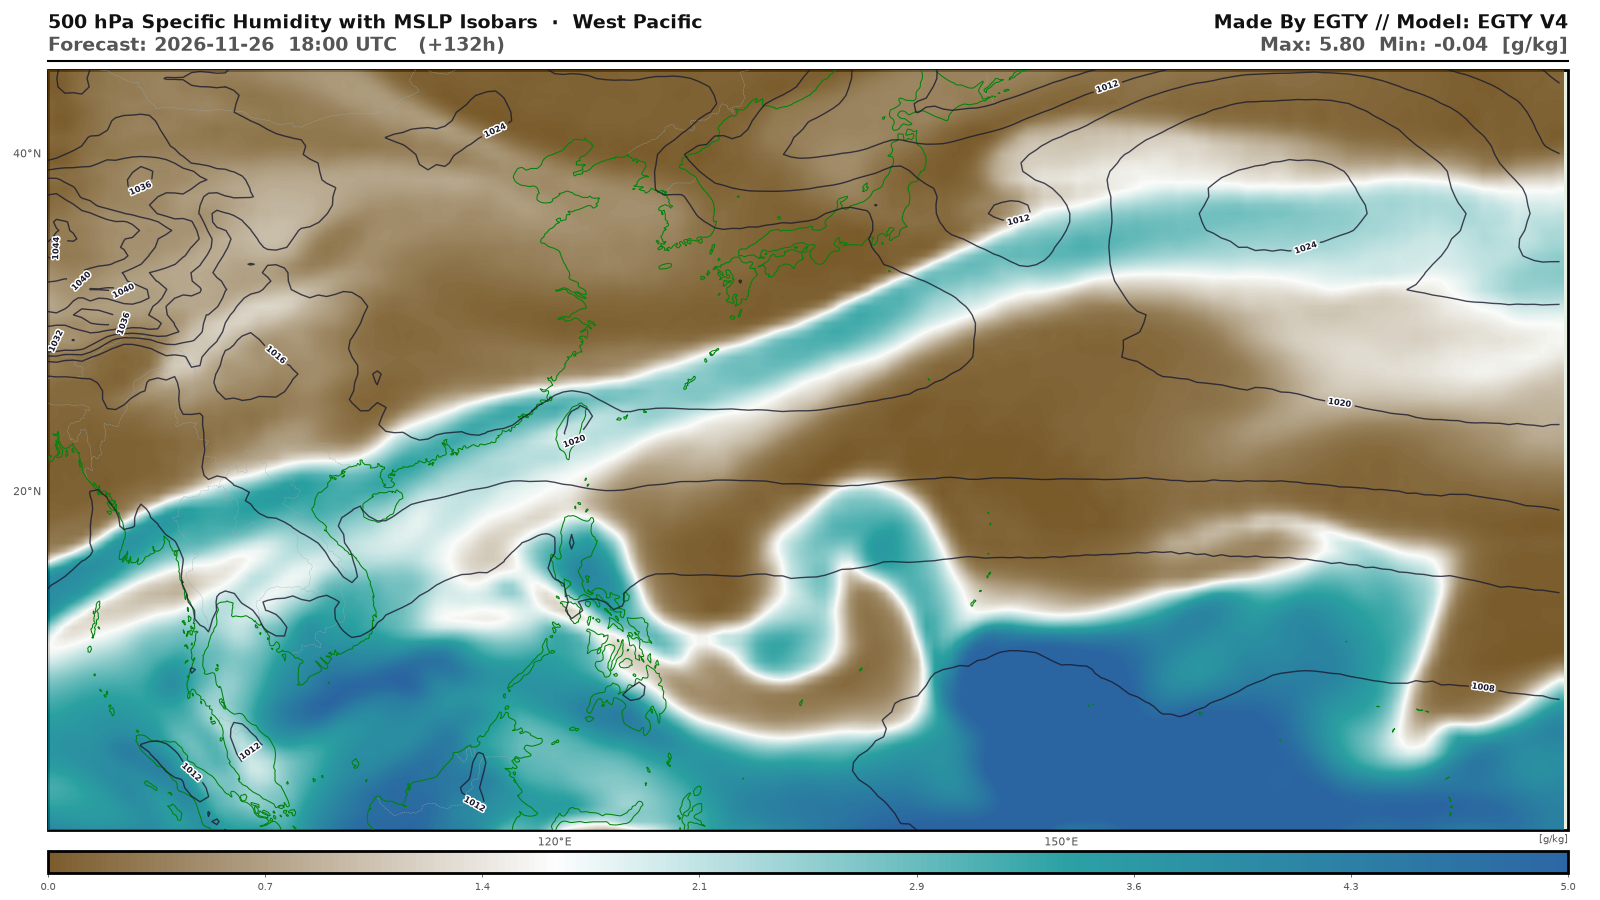 500 hPa Specific Humidity with MSLP Isobars · West Pacific
Made By EGTY // Model: EGTY V4
Forecast: 2026-11-26 18:00 UTC (+132h)
Max: 5.80 Min: -0.04 [g/kg]
1012
1024
40°N
1036
1012
1044
1024
1040
1040
1036
1032
1016
1020
1020
20°N
1008
1012
1012
1012
120°E
150°E
[g/kg]
0.0
0.7
1.4
2.1
2.9
3.6
4.3
5.0